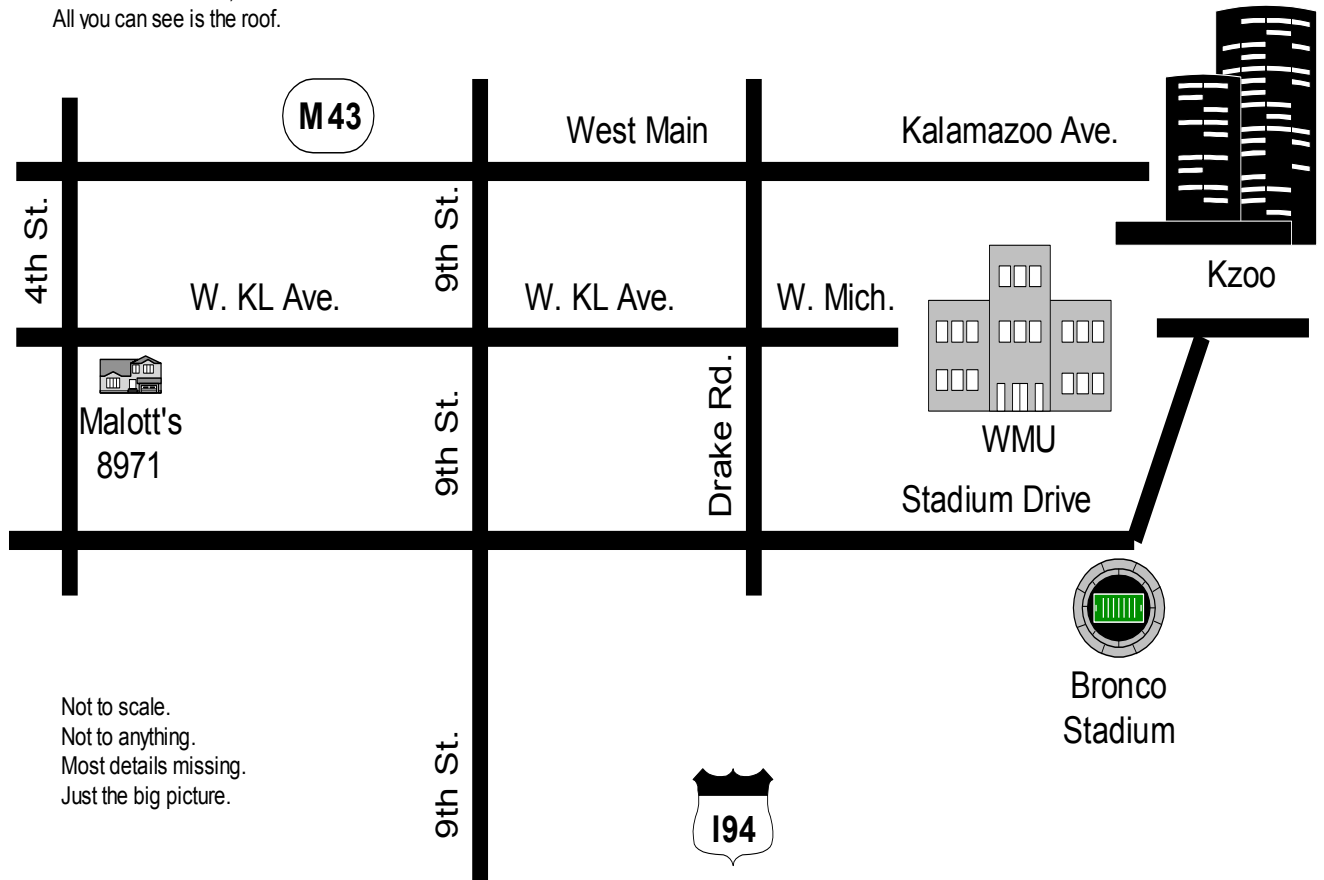 All you can see is the roof.
M 43
West Main
Kalamazoo Ave.
4th St.
9th St.
Kzoo
W. KL Ave.
W. KL Ave.
W. Mich.
Malott's
8971
9th St.
Drake Rd.
WMU
Stadium Drive
Bronco
Stadium
Not to scale.
Not to anything.
Most details missing.
Just the big picture.
9th St.
I94